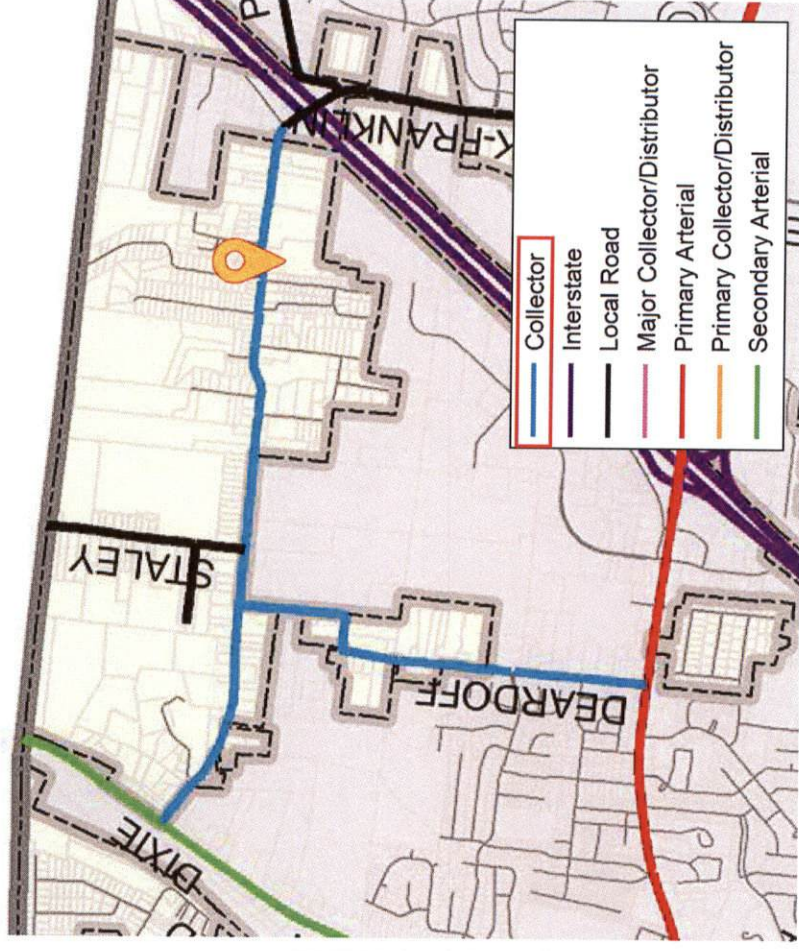 STALEY
DIXIE
DEARDOFF
K-FRANKLIN
P
Collector
Interstate
Local Road
Major Collector/Distributor
Primary Arterial
Primary Collector/Distributor
Secondary Arterial